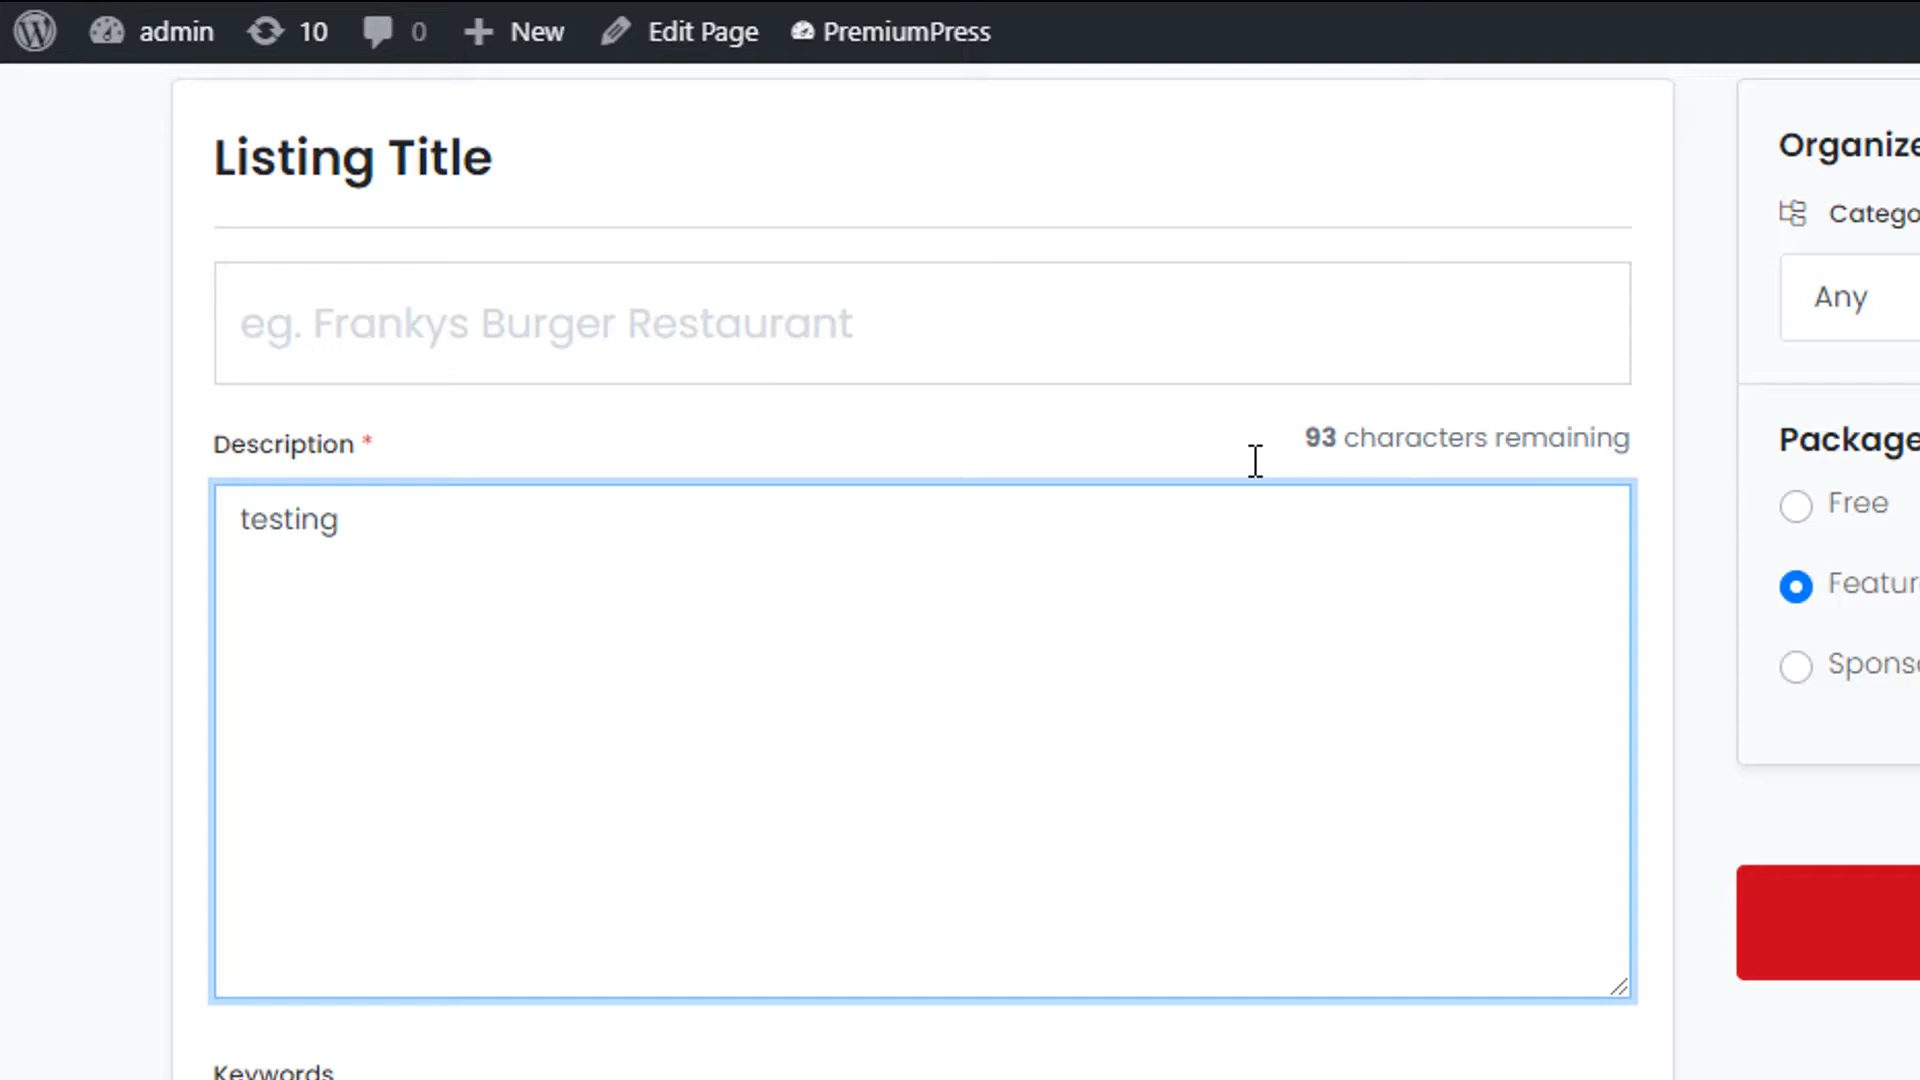 admin 10 0 New Edit Page PremiumPress
Listing Title
eg. Frankys Burger Restaurant
Description *
93 characters remaining
testing
Keywords
Organize
Catego
Any
Package
Free
Featur
Sponso